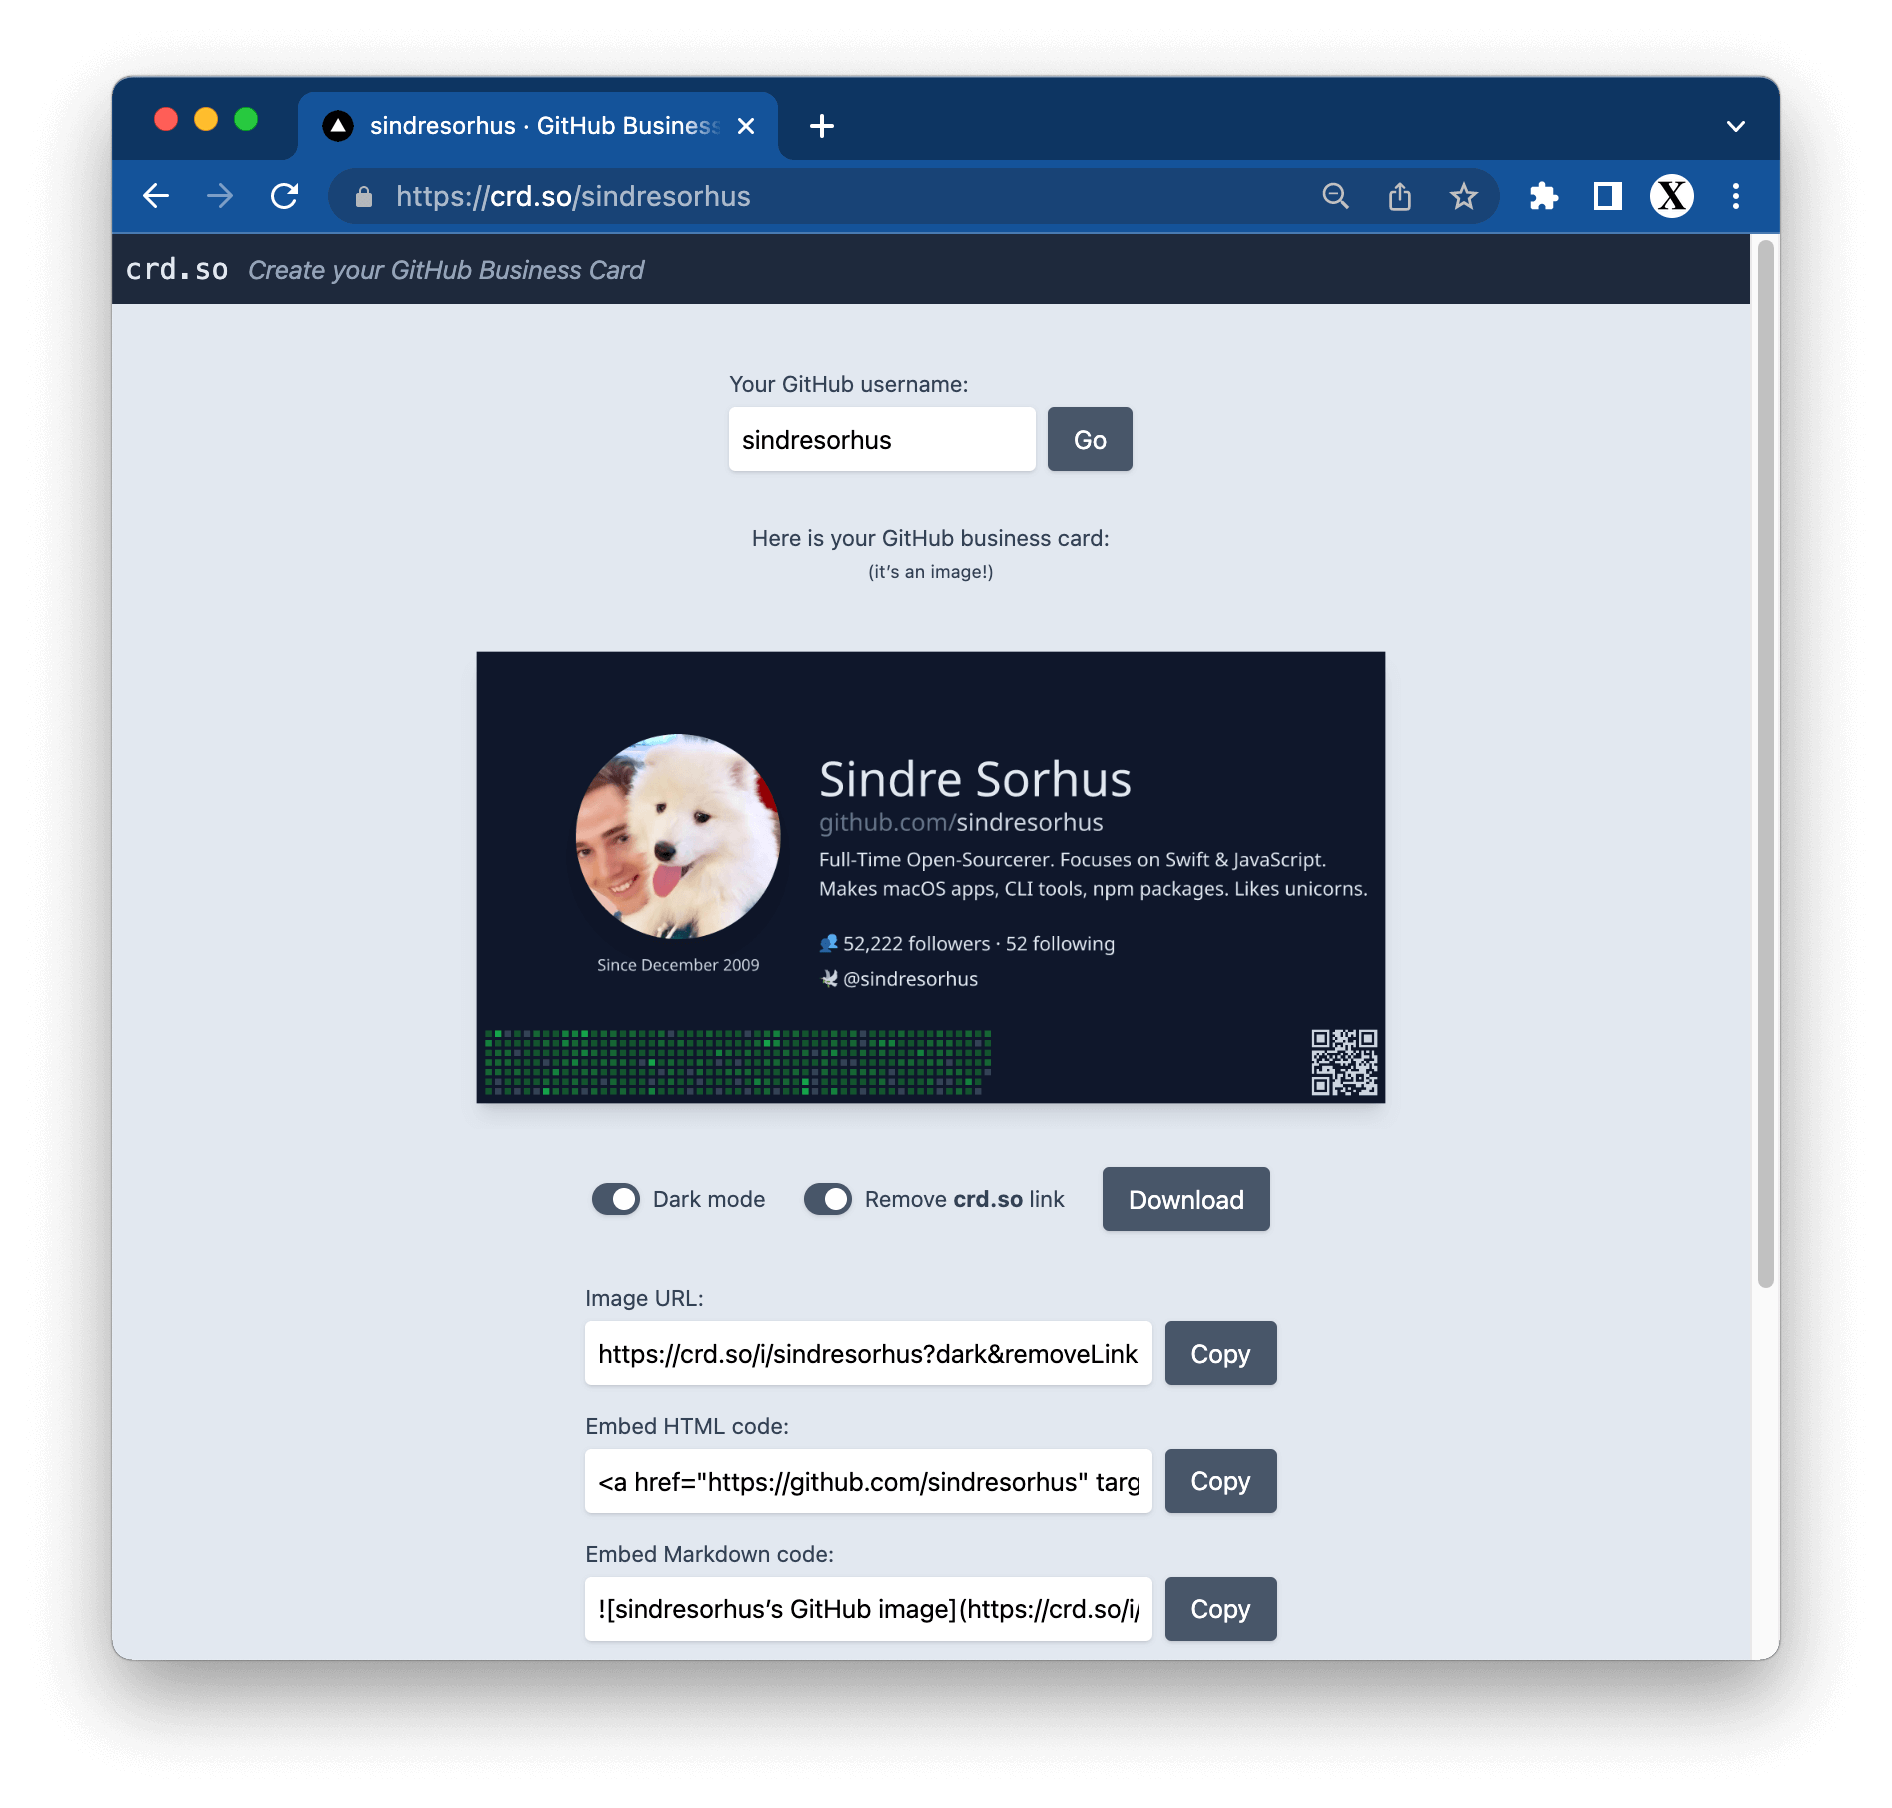 sindresorhus · GitHub Business
https://crd.so/sindresorhus
X
crd.so Create your GitHub Business Card
Your GitHub username:
sindresorhus Go
Here is your GitHub business card:
(it’s an image!)
Sindre Sorhus
github.com/sindresorhus
Full-Time Open-Sourcerer. Focuses on Swift & JavaScript.
Makes macOS apps, CLI tools, npm packages. Likes unicorns.
52,222 followers · 52 following
@sindresorhus
Since December 2009
Dark mode Remove crd.so link Download
Image URL:
https://crd.so/i/sindresorhus?dark&removeLink Copy
Embed HTML code:
<a href="https://github.com/sindresorhus" targ Copy
Embed Markdown code:
![sindresorhus’s GitHub image](https://crd.so/i/ Copy